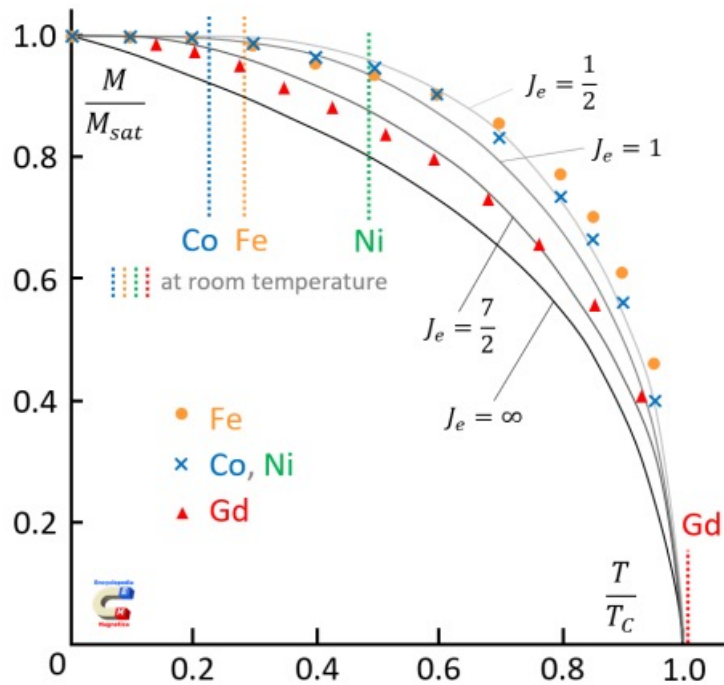 1.0
M
M_sat
J_e = 1/2
J_e = 1
0.8
Co Fe Ni
at room temperature
J_e = 7/2
0.6
J_e = ∞
0.4
Fe
Co, Ni
Gd
0.2
Gd
T
T_C
Encyclopedia
E
M
Magnetica
0 0.2 0.4 0.6 0.8 1.0